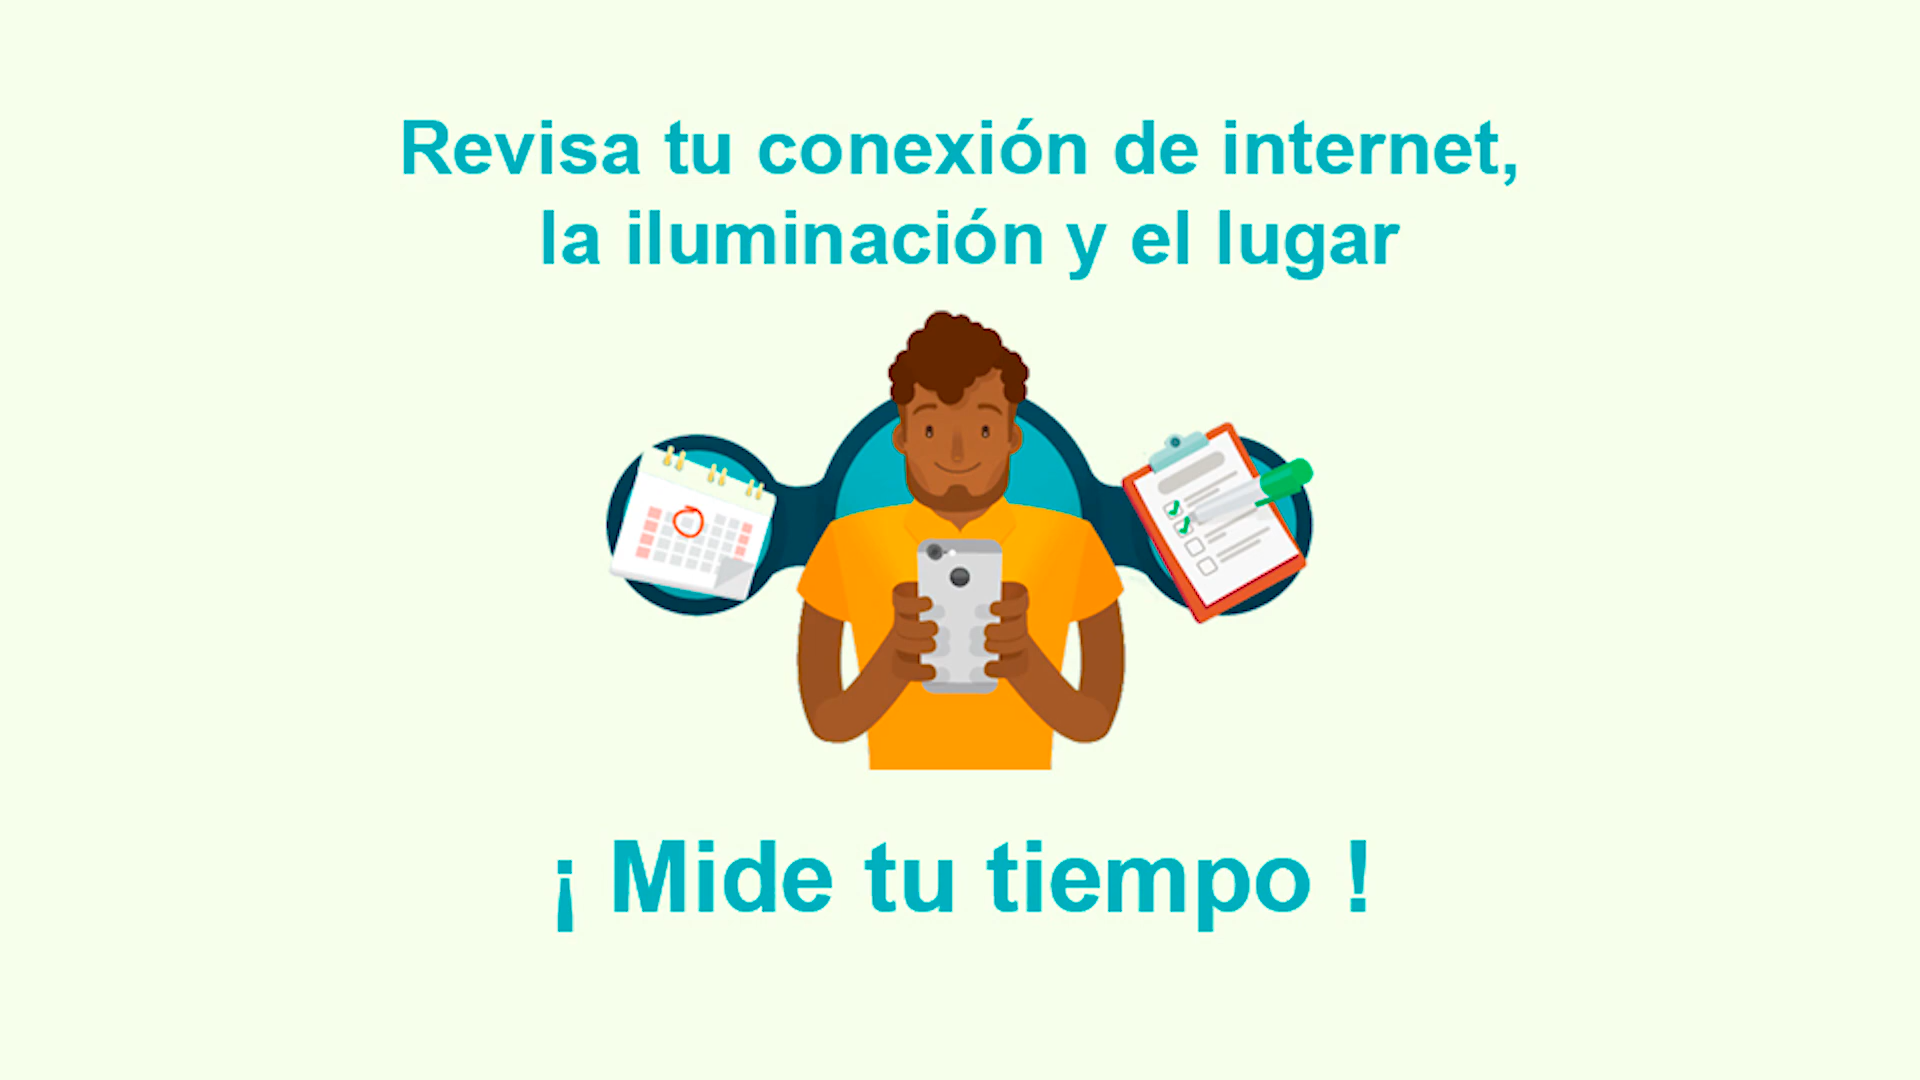 Revisa tu conexión de internet,
la iluminación y el lugar
¡ Mide tu tiempo !